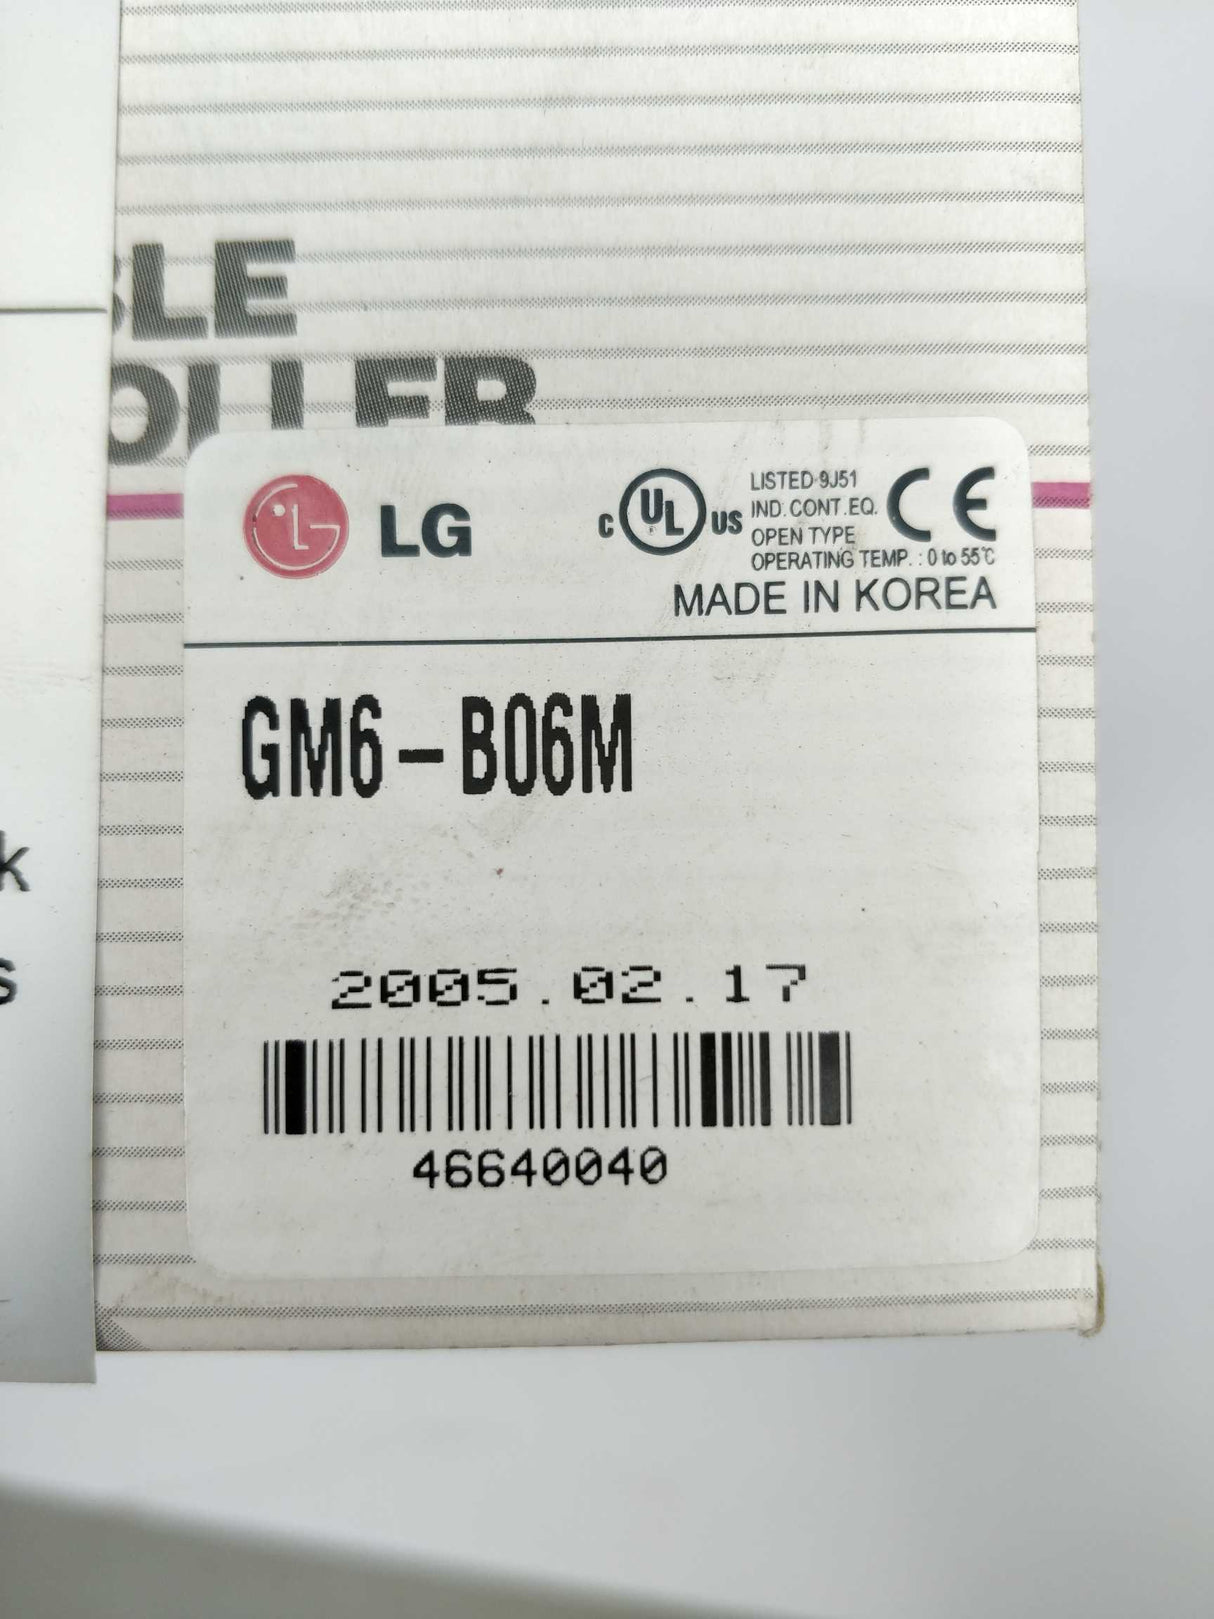 BLE
OLLER
LG
C UL US
LISTED 9J51
IND. CONT. EQ.
OPEN TYPE
OPERATING TEMP. : 0 to 55℃
CE
MADE IN KOREA
GM6-B06M
k
s
2005.02.17
46640040